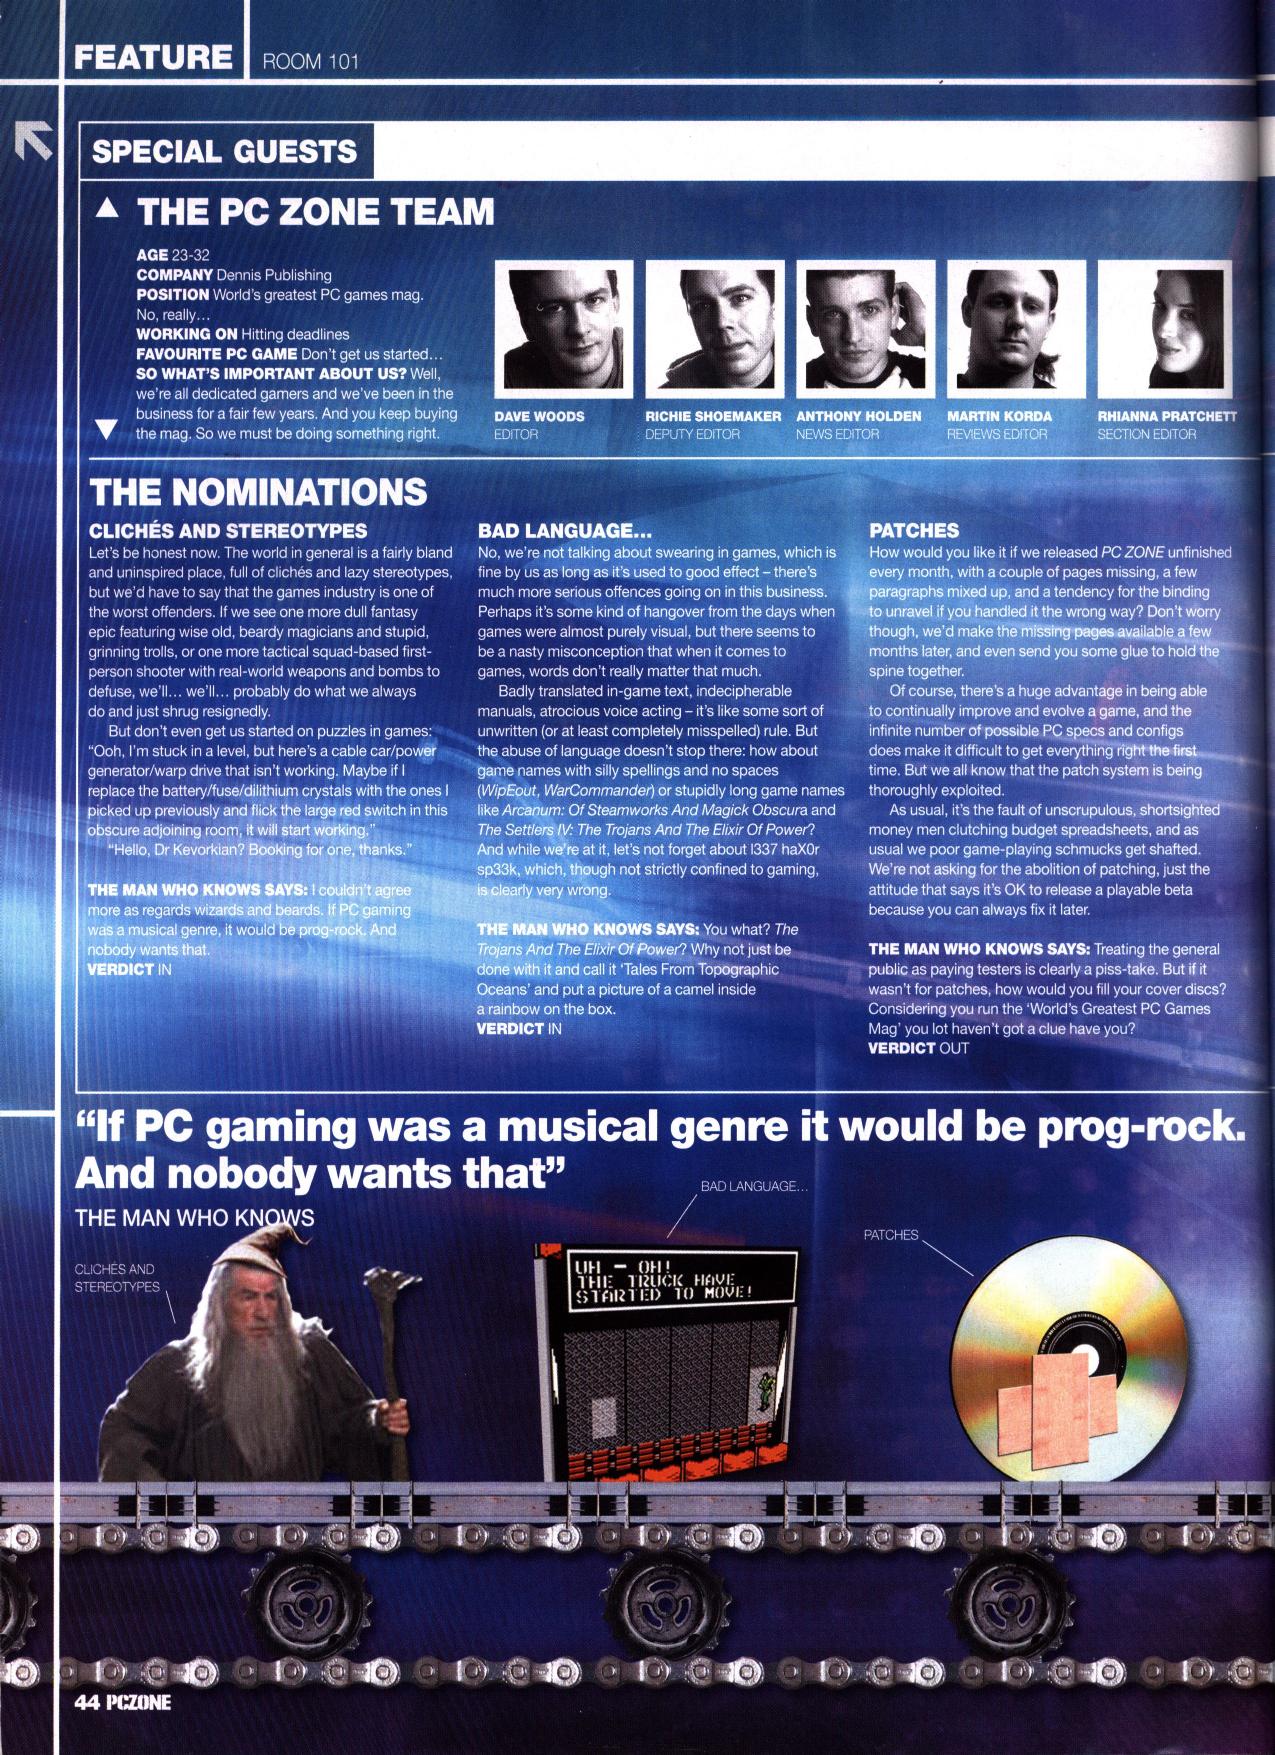 FEATURE
ROOM 101
SPECIAL GUESTS
THE PC ZONE TEAM
AGE 23-32
COMPANY Dennis Publishing
POSITION World's greatest PC games mag.
No, really…
WORKING ON Hitting deadlines
FAVOURITE PC GAME Don't get us started…
SO WHAT'S IMPORTANT ABOUT US? Well,
we're all dedicated gamers and we've been in the
business for a fair few years. And you keep buying
the mag. So we must be doing something right.
DAVE WOODS
EDITOR
RICHIE SHOEMAKER
DEPUTY EDITOR
ANTHONY HOLDEN
NEWS EDITOR
MARTIN KORDA
REVIEWS EDITOR
RHIANNA PRATCHETT
SECTION EDITOR
THE NOMINATIONS
CLICHÉS AND STEREOTYPES
Let's be honest now. The world in general is a fairly bland
and uninspired place, full of clichés and lazy stereotypes,
but we'd have to say that the games industry is one of
the worst offenders. If we see one more dull fantasy
epic featuring wise old, beardy magicians and stupid,
grinning trolls, or one more tactical squad-based first-
person shooter with real-world weapons and bombs to
defuse, we'll… we'll… probably do what we always
do and just shrug resignedly.
But don't even get us started on puzzles in games:
“Ooh, I'm stuck in a level, but here's a cable car/power
generator/warp drive that isn't working. Maybe if I
replace the battery/fuse/dilithium crystals with the ones I
picked up previously and flick the large red switch in this
obscure adjoining room, it will start working.”
“Hello, Dr Kevorkian? Booking for one, thanks.”
THE MAN WHO KNOWS SAYS: I couldn't agree
more as regards wizards and beards. If PC gaming
was a musical genre, it would be prog-rock. And
nobody wants that.
VERDICT IN
BAD LANGUAGE…
No, we're not talking about swearing in games, which is
fine by us as long as it's used to good effect – there's
much more serious offences going on in this business.
Perhaps it's some kind of hangover from the days when
games were almost purely visual, but there seems to
be a nasty misconception that when it comes to
games, words don't really matter that much.
Badly translated in-game text, indecipherable
manuals, atrocious voice acting – it's like some sort of
unwritten (or at least completely misspelled) rule. But
the abuse of language doesn't stop there: how about
game names with silly spellings and no spaces
(WipEout, WarCommander) or stupidly long game names
like Arcanum: Of Steamworks And Magick Obscura and
The Settlers IV: The Trojans And The Elixir Of Power?
And while we're at it, let's not forget about l337 haX0r
sp33k, which, though not strictly confined to gaming,
is clearly very wrong.
THE MAN WHO KNOWS SAYS: You what? The
Trojans And The Elixir Of Power? Why not just be
done with it and call it ‘Tales From Topographic
Oceans’ and put a picture of a camel inside
a rainbow on the box.
VERDICT IN
PATCHES
How would you like it if we released PC ZONE unfinished
every month, with a couple of pages missing, a few
paragraphs mixed up, and a tendency for the binding
to unravel if you handled it the wrong way? Don't worry
though, we'd make the missing pages available a few
months later, and even send you some glue to hold the
spine together.
Of course, there's a huge advantage in being able
to continually improve and evolve a game, and the
infinite number of possible PC specs and configs
does make it difficult to get everything right the first
time. But we all know that the patch system is being
thoroughly exploited.
As usual, it's the fault of unscrupulous, shortsighted
money men clutching budget spreadsheets, and as
usual we poor game-playing schmucks get shafted.
We're not asking for the abolition of patching, just the
attitude that says it's OK to release a playable beta
because you can always fix it later.
THE MAN WHO KNOWS SAYS: Treating the general
public as paying testers is clearly a piss-take. But if it
wasn't for patches, how would you fill your cover discs?
Considering you run the ‘World's Greatest PC Games
Mag’ you lot haven't got a clue have you?
VERDICT OUT
“If PC gaming was a musical genre it would be prog-rock.
And nobody wants that”
THE MAN WHO KNOWS
CLICHÉS AND
STEREOTYPES
BAD LANGUAGE…
UH - OH!
THE TRUCK HAVE
STARTED TO MOVE!
PATCHES
44 PCZONE